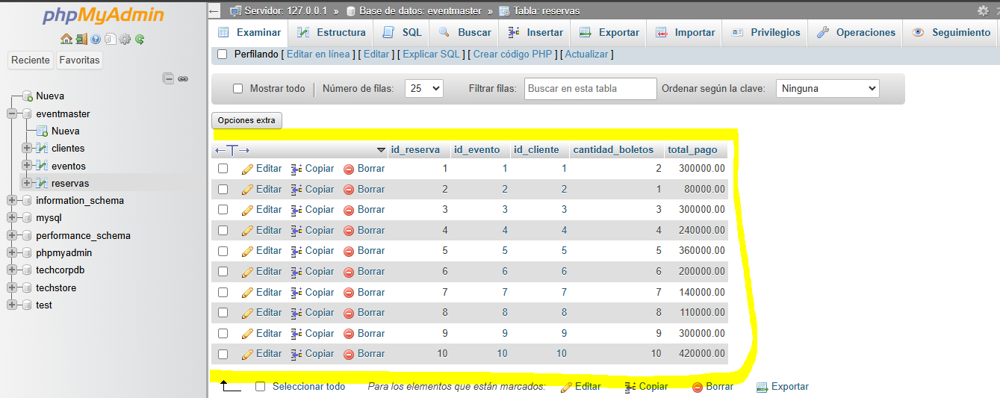 phpMyAdmin
Reciente Favoritas
Nueva
eventmaster
Nueva
clientes
eventos
reservas
information_schema
mysql
performance_schema
phpmyadmin
techcorpdb
techstore
test
Servidor: 127.0.0.1 » Base de datos: eventmaster » Tabla: reservas
Examinar Estructura SQL Buscar Insertar Exportar Importar Privilegios Operaciones Seguimiento
Perfilando [ Editar en línea ] [ Editar ] [ Explicar SQL ] [ Crear código PHP ] [ Actualizar ]
Mostrar todo Número de filas: 25 Filtrar filas: Buscar en esta tabla Ordenar según la clave: Ninguna
Opciones extra
id_reserva id_evento id_cliente cantidad_boletos total_pago
Editar Copiar Borrar 1 1 1 2 300000.00
Editar Copiar Borrar 2 2 2 1 80000.00
Editar Copiar Borrar 3 3 3 3 300000.00
Editar Copiar Borrar 4 4 4 4 240000.00
Editar Copiar Borrar 5 5 5 5 360000.00
Editar Copiar Borrar 6 6 6 6 200000.00
Editar Copiar Borrar 7 7 7 7 140000.00
Editar Copiar Borrar 8 8 8 8 110000.00
Editar Copiar Borrar 9 9 9 9 300000.00
Editar Copiar Borrar 10 10 10 10 420000.00
Seleccionar todo Para los elementos que están marcados: Editar Copiar Borrar Exportar